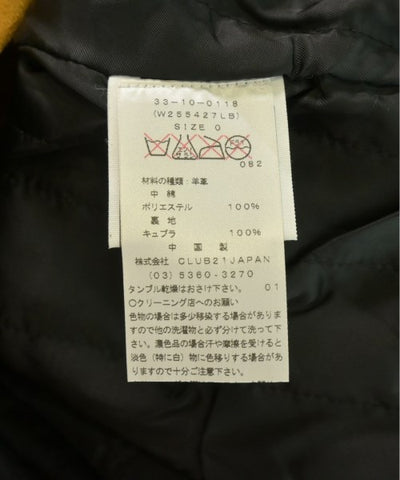 33-10-0118
(W255427LB)
SIZE 0
082
材料の種類:羊革
中 綿
ポリエステル 100%
裏 地
キュプラ 100%
中 国 製
株式会社 CLUB21JAPAN
(03) 5360-3270
タンブル乾燥はおさけ下さい。 01
○クリーニング店へのお願い
色物の場合は多少移染する場合があり
ますので他の洗濯物と必ず分けて洗って下
さい。濃色品の場合汗や摩擦を受けると
淡色(特に白)物に色移りする場合があり
ますので十分ご注意下さい。